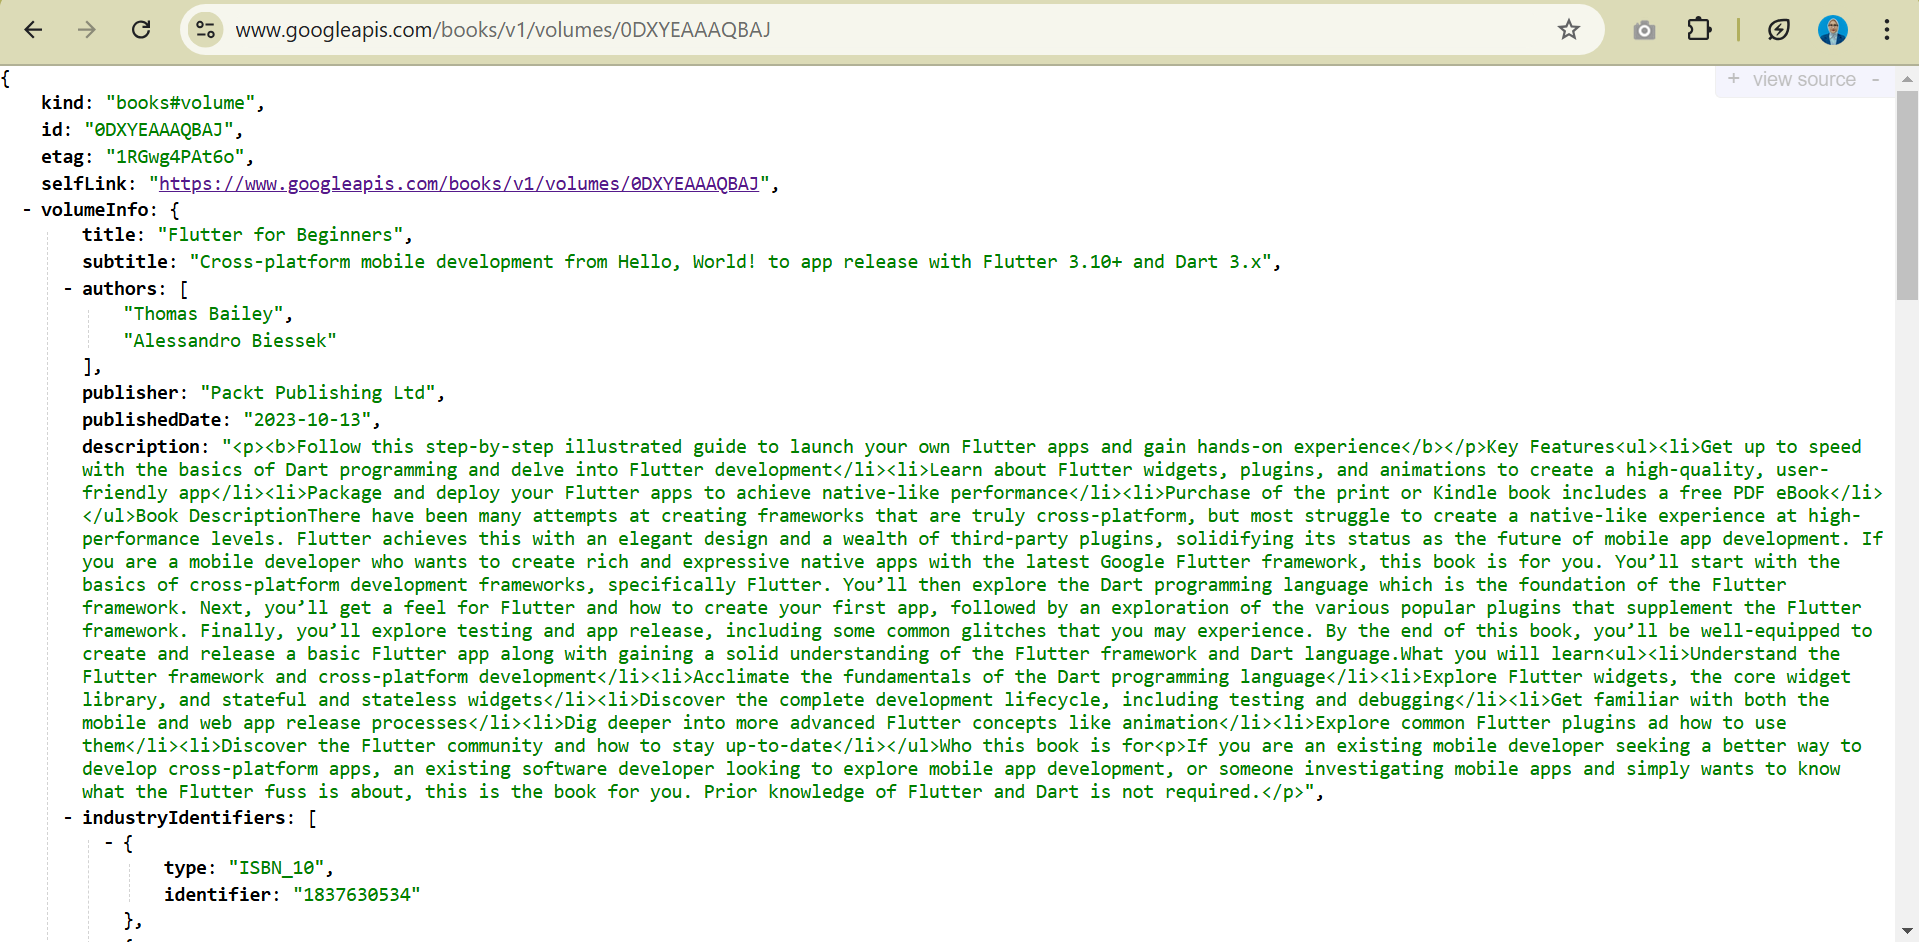 www.googleapis.com/books/v1/volumes/0DXYEAAAQBAJ
+ view source -
{
kind: "books#volume",
id: "0DXYEAAAQBAJ",
etag: "1RGwg4PAt6o",
selfLink: "https://www.googleapis.com/books/v1/volumes/0DXYEAAAQBAJ",
- volumeInfo: {
title: "Flutter for Beginners",
subtitle: "Cross-platform mobile development from Hello, World! to app release with Flutter 3.10+ and Dart 3.x",
- authors: [
"Thomas Bailey",
"Alessandro Biessek"
],
publisher: "Packt Publishing Ltd",
publishedDate: "2023-10-13",
description: "<p><b>Follow this step-by-step illustrated guide to launch your own Flutter apps and gain hands-on experience</b></p>Key Features<ul><li>Get up to speed
with the basics of Dart programming and delve into Flutter development</li><li>Learn about Flutter widgets, plugins, and animations to create a high-quality, user-
friendly app</li><li>Package and deploy your Flutter apps to achieve native-like performance</li><li>Purchase of the print or Kindle book includes a free PDF eBook</li>
</ul>Book DescriptionThere have been many attempts at creating frameworks that are truly cross-platform, but most struggle to create a native-like experience at high-
performance levels. Flutter achieves this with an elegant design and a wealth of third-party plugins, solidifying its status as the future of mobile app development. If
you are a mobile developer who wants to create rich and expressive native apps with the latest Google Flutter framework, this book is for you. You’ll start with the
basics of cross-platform development frameworks, specifically Flutter. You’ll then explore the Dart programming language which is the foundation of the Flutter
framework. Next, you’ll get a feel for Flutter and how to create your first app, followed by an exploration of the various popular plugins that supplement the Flutter
framework. Finally, you’ll explore testing and app release, including some common glitches that you may experience. By the end of this book, you’ll be well-equipped to
create and release a basic Flutter app along with gaining a solid understanding of the Flutter framework and Dart language.What you will learn<ul><li>Understand the
Flutter framework and cross-platform development</li><li>Acclimate the fundamentals of the Dart programming language</li><li>Explore Flutter widgets, the core widget
library, and stateful and stateless widgets</li><li>Discover the complete development lifecycle, including testing and debugging</li><li>Get familiar with both the
mobile and web app release processes</li><li>Dig deeper into more advanced Flutter concepts like animation</li><li>Explore common Flutter plugins ad how to use
them</li><li>Discover the Flutter community and how to stay up-to-date</li></ul>Who this book is for<p>If you are an existing mobile developer seeking a better way to
develop cross-platform apps, an existing software developer looking to explore mobile app development, or someone investigating mobile apps and simply wants to know
what the Flutter fuss is about, this is the book for you. Prior knowledge of Flutter and Dart is not required.</p>",
- industryIdentifiers: [
- {
type: "ISBN_10",
identifier: "1837630534"
},